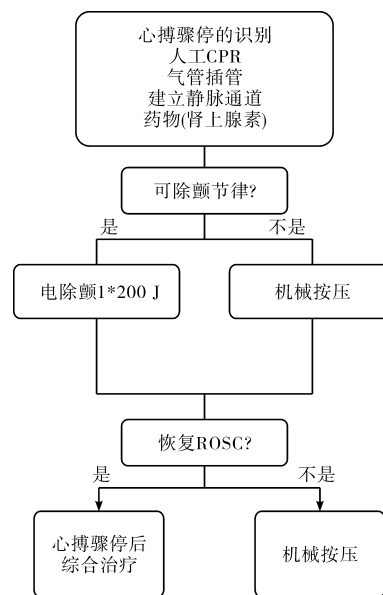 心搏骤停的识别
人工CPR
气管插管
建立静脉通道
药物(肾上腺素)
可除颤节律?
是
不是
电除颤1*200 J
机械按压
恢复ROSC?
是
不是
心搏骤停后
综合治疗
机械按压